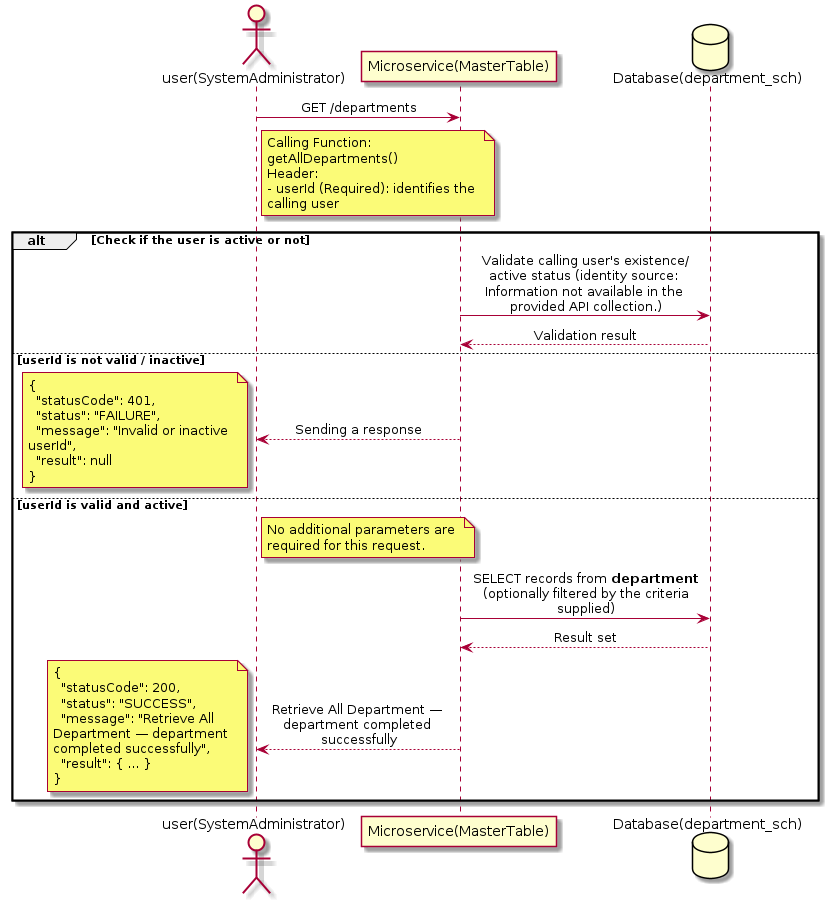 user(SystemAdministrator)
Microservice(MasterTable)
Database(department_sch)
GET /departments
Calling Function:
getAllDepartments()
Header:
- userId (Required): identifies the
calling user
alt
[Check if the user is active or not]
Validate calling user's existence/
active status (identity source:
Information not available in the
provided API collection.)
Validation result
[userId is not valid / inactive]
{
"statusCode": 401,
"status": "FAILURE",
"message": "Invalid or inactive
userId",
"result": null
}
Sending a response
[userId is valid and active]
No additional parameters are
required for this request.
SELECT records from department
(optionally filtered by the criteria
supplied)
Result set
{
"statusCode": 200,
"status": "SUCCESS",
"message": "Retrieve All
Department — department
completed successfully",
"result": { ... }
}
Retrieve All Department —
department completed
successfully
user(SystemAdministrator)
Microservice(MasterTable)
Database(department_sch)